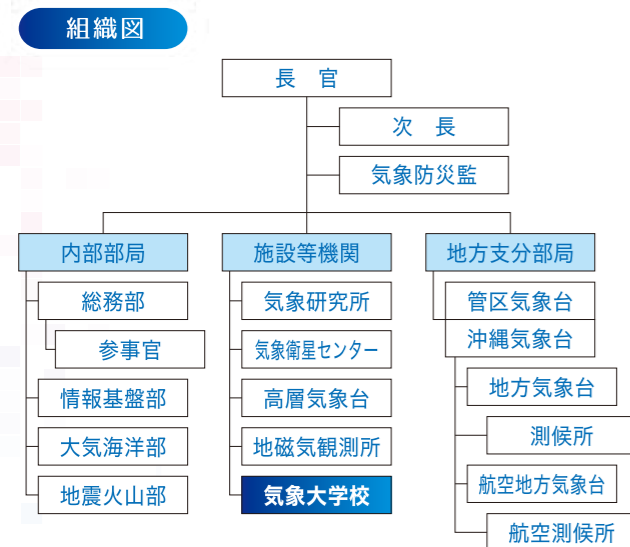 組織図
長 官
次 長
気象防災監
内部部局
総務部
参事官
情報基盤部
大気海洋部
地震火山部
施設等機関
気象研究所
気象衛星センター
高層気象台
地磁気観測所
気象大学校
地方支分部局
管区気象台
沖縄気象台
地方気象台
測候所
航空地方気象台
航空測候所